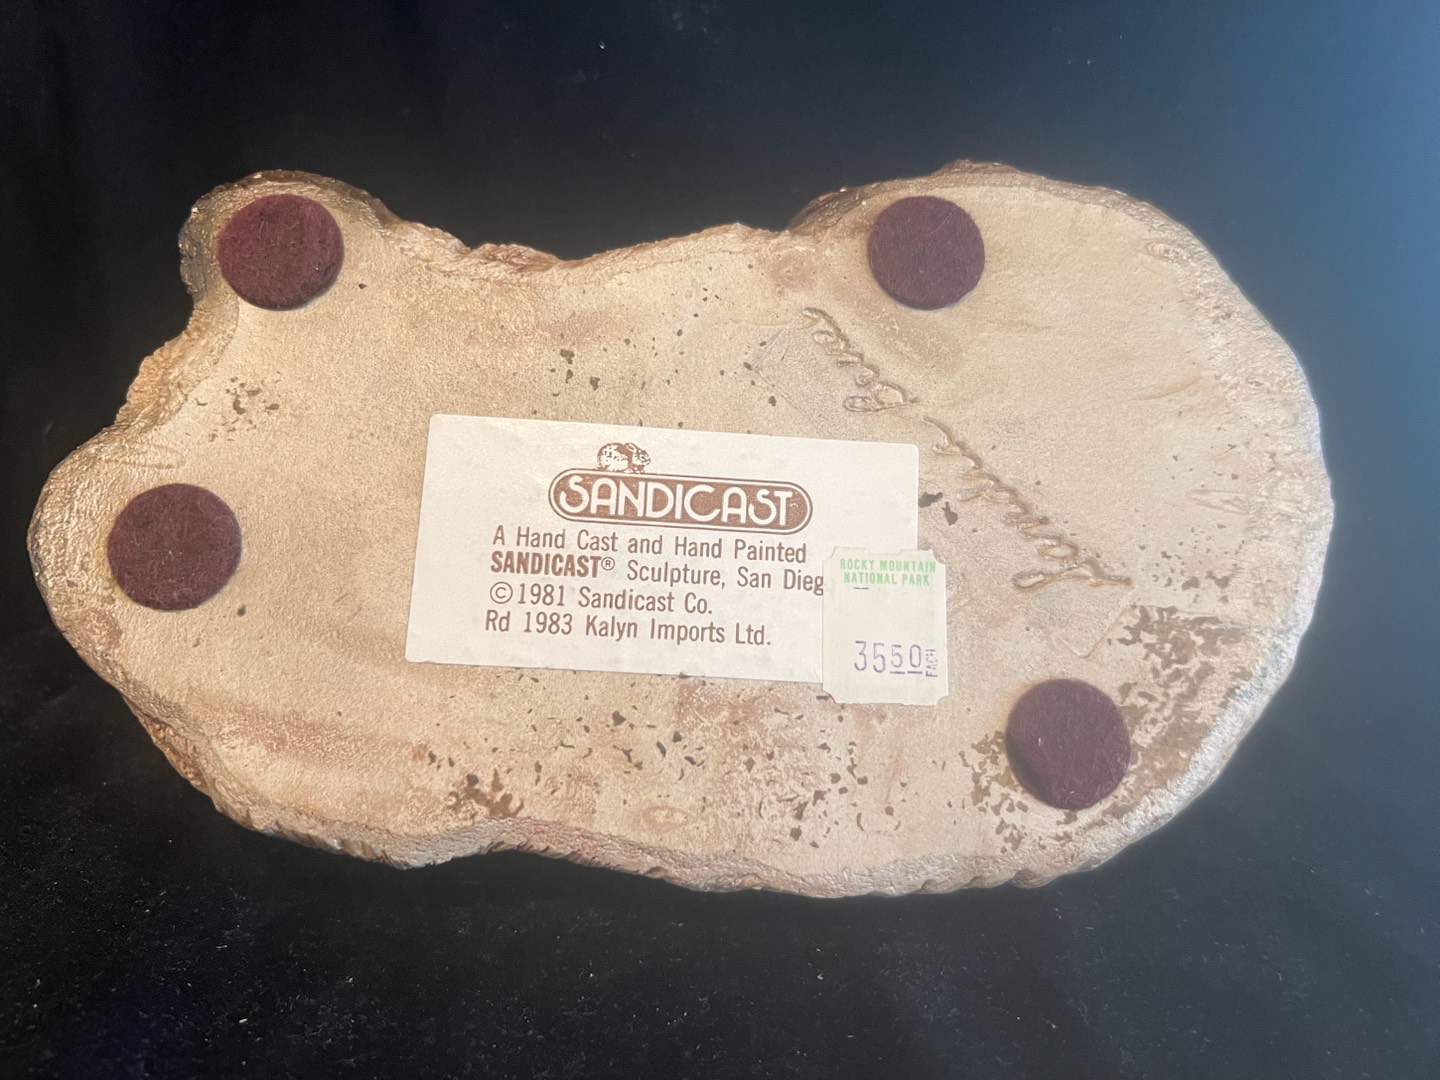 SANDICAST
A Hand Cast and Hand Painted
SANDICAST® Sculpture, San Dieg
©1981 Sandicast Co.
Rd 1983 Kalyn Imports Ltd.
ROCKY MOUNTAIN
NATIONAL PARK
3550 EACH